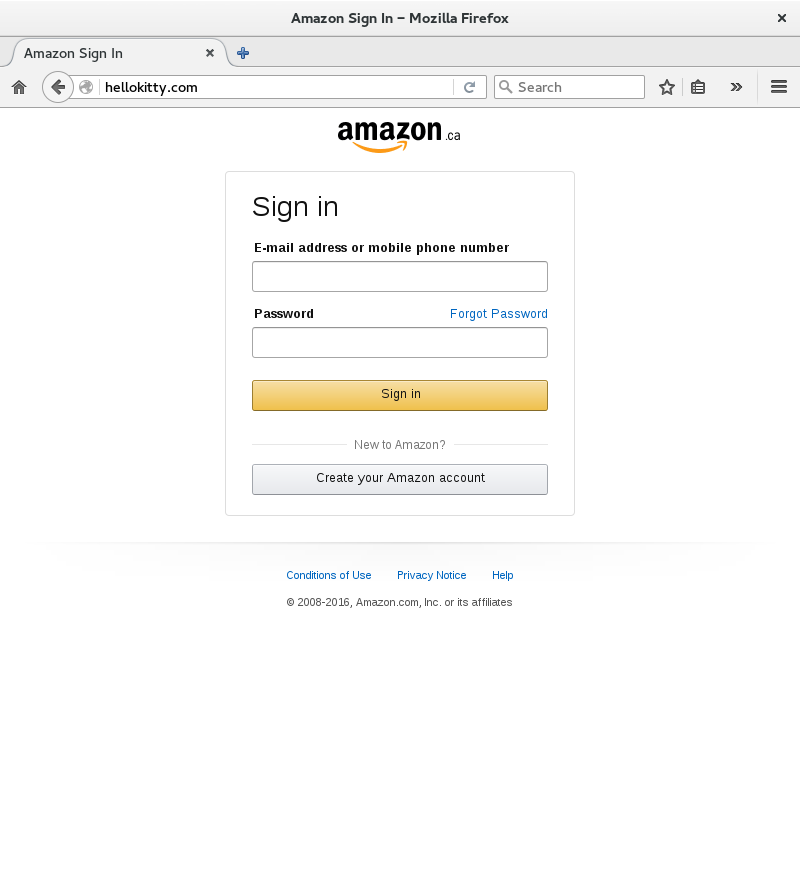 Amazon Sign In – Mozilla Firefox
Amazon Sign In
hellokitty.com
Search
amazon.ca
Sign in
E-mail address or mobile phone number
Password Forgot Password
Sign in
New to Amazon?
Create your Amazon account
Conditions of Use Privacy Notice Help
© 2008-2016, Amazon.com, Inc. or its affiliates